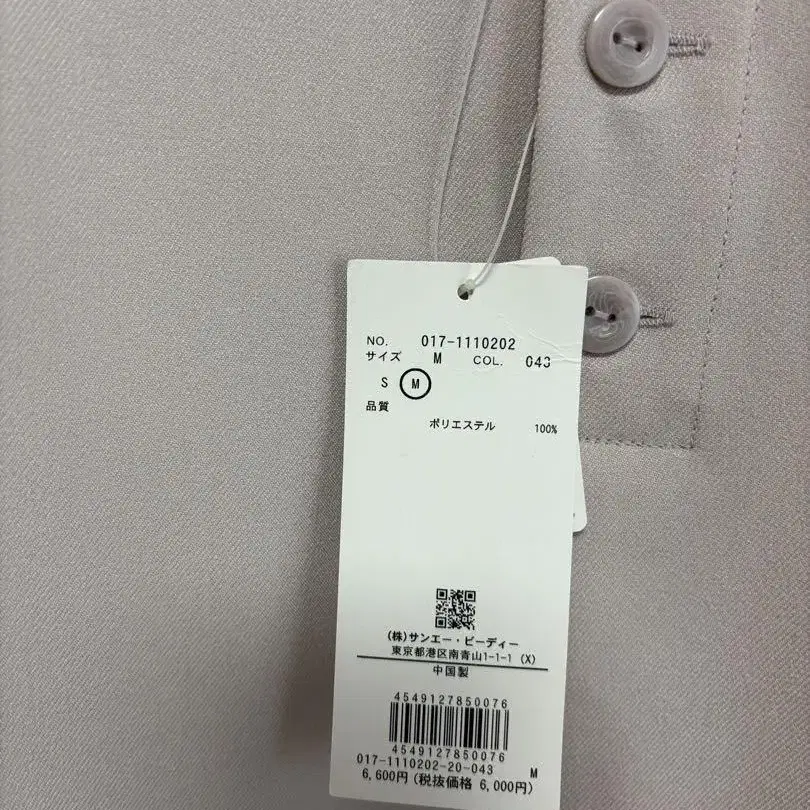 NO. 017-1110202
サイズ M COL. 043
S M
品質
ポリエステル 100%
(株)サンエー・ビーディー
東京都港区南青山1-1-1 (X)
中国製
4549127850076
4549127850076
017-1110202-20-043 M
6,600円(税抜価格 6,000円)